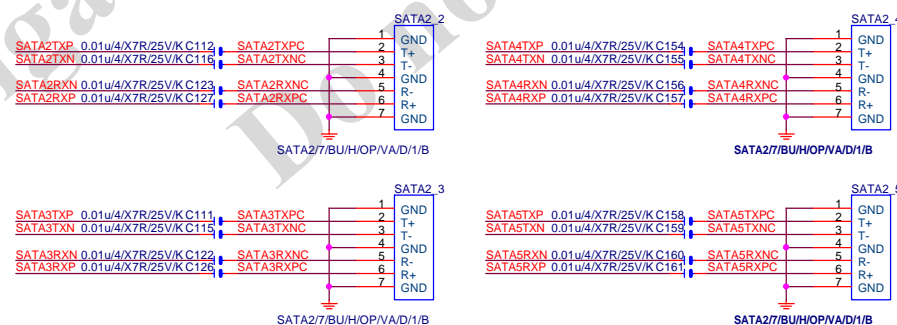 SATA2_2
SATA2TXP 0.01u/4/X7R/25V/K C112 SATA2TXPC 1 GND
SATA2TXN 0.01u/4/X7R/25V/K C116 SATA2TXNC 2 T+
3 T-
4 GND
SATA2RXN 0.01u/4/X7R/25V/K C123 SATA2RXNC 5 R-
SATA2RXP 0.01u/4/X7R/25V/K C127 SATA2RXPC 6 R+
7 GND
SATA2/7/BU/H/OP/VA/D/1/B
SATA2_4
SATA4TXP 0.01u/4/X7R/25V/K C154 SATA4TXPC 1 GND
SATA4TXN 0.01u/4/X7R/25V/K C155 SATA4TXNC 2 T+
3 T-
4 GND
SATA4RXN 0.01u/4/X7R/25V/K C156 SATA4RXNC 5 R-
SATA4RXP 0.01u/4/X7R/25V/K C157 SATA4RXPC 6 R+
7 GND
SATA2/7/BU/H/OP/VA/D/1/B
SATA2_3
SATA3TXP 0.01u/4/X7R/25V/K C111 SATA3TXPC 1 GND
SATA3TXN 0.01u/4/X7R/25V/K C115 SATA3TXNC 2 T+
3 T-
4 GND
SATA3RXN 0.01u/4/X7R/25V/K C122 SATA3RXNC 5 R-
SATA3RXP 0.01u/4/X7R/25V/K C126 SATA3RXPC 6 R+
7 GND
SATA2/7/BU/H/OP/VA/D/1/B
SATA2_5
SATA5TXP 0.01u/4/X7R/25V/K C158 SATA5TXPC 1 GND
SATA5TXN 0.01u/4/X7R/25V/K C159 SATA5TXNC 2 T+
3 T-
4 GND
SATA5RXN 0.01u/4/X7R/25V/K C160 SATA5RXNC 5 R-
SATA5RXP 0.01u/4/X7R/25V/K C161 SATA5RXPC 6 R+
7 GND
SATA2/7/BU/H/OP/VA/D/1/B
Do no